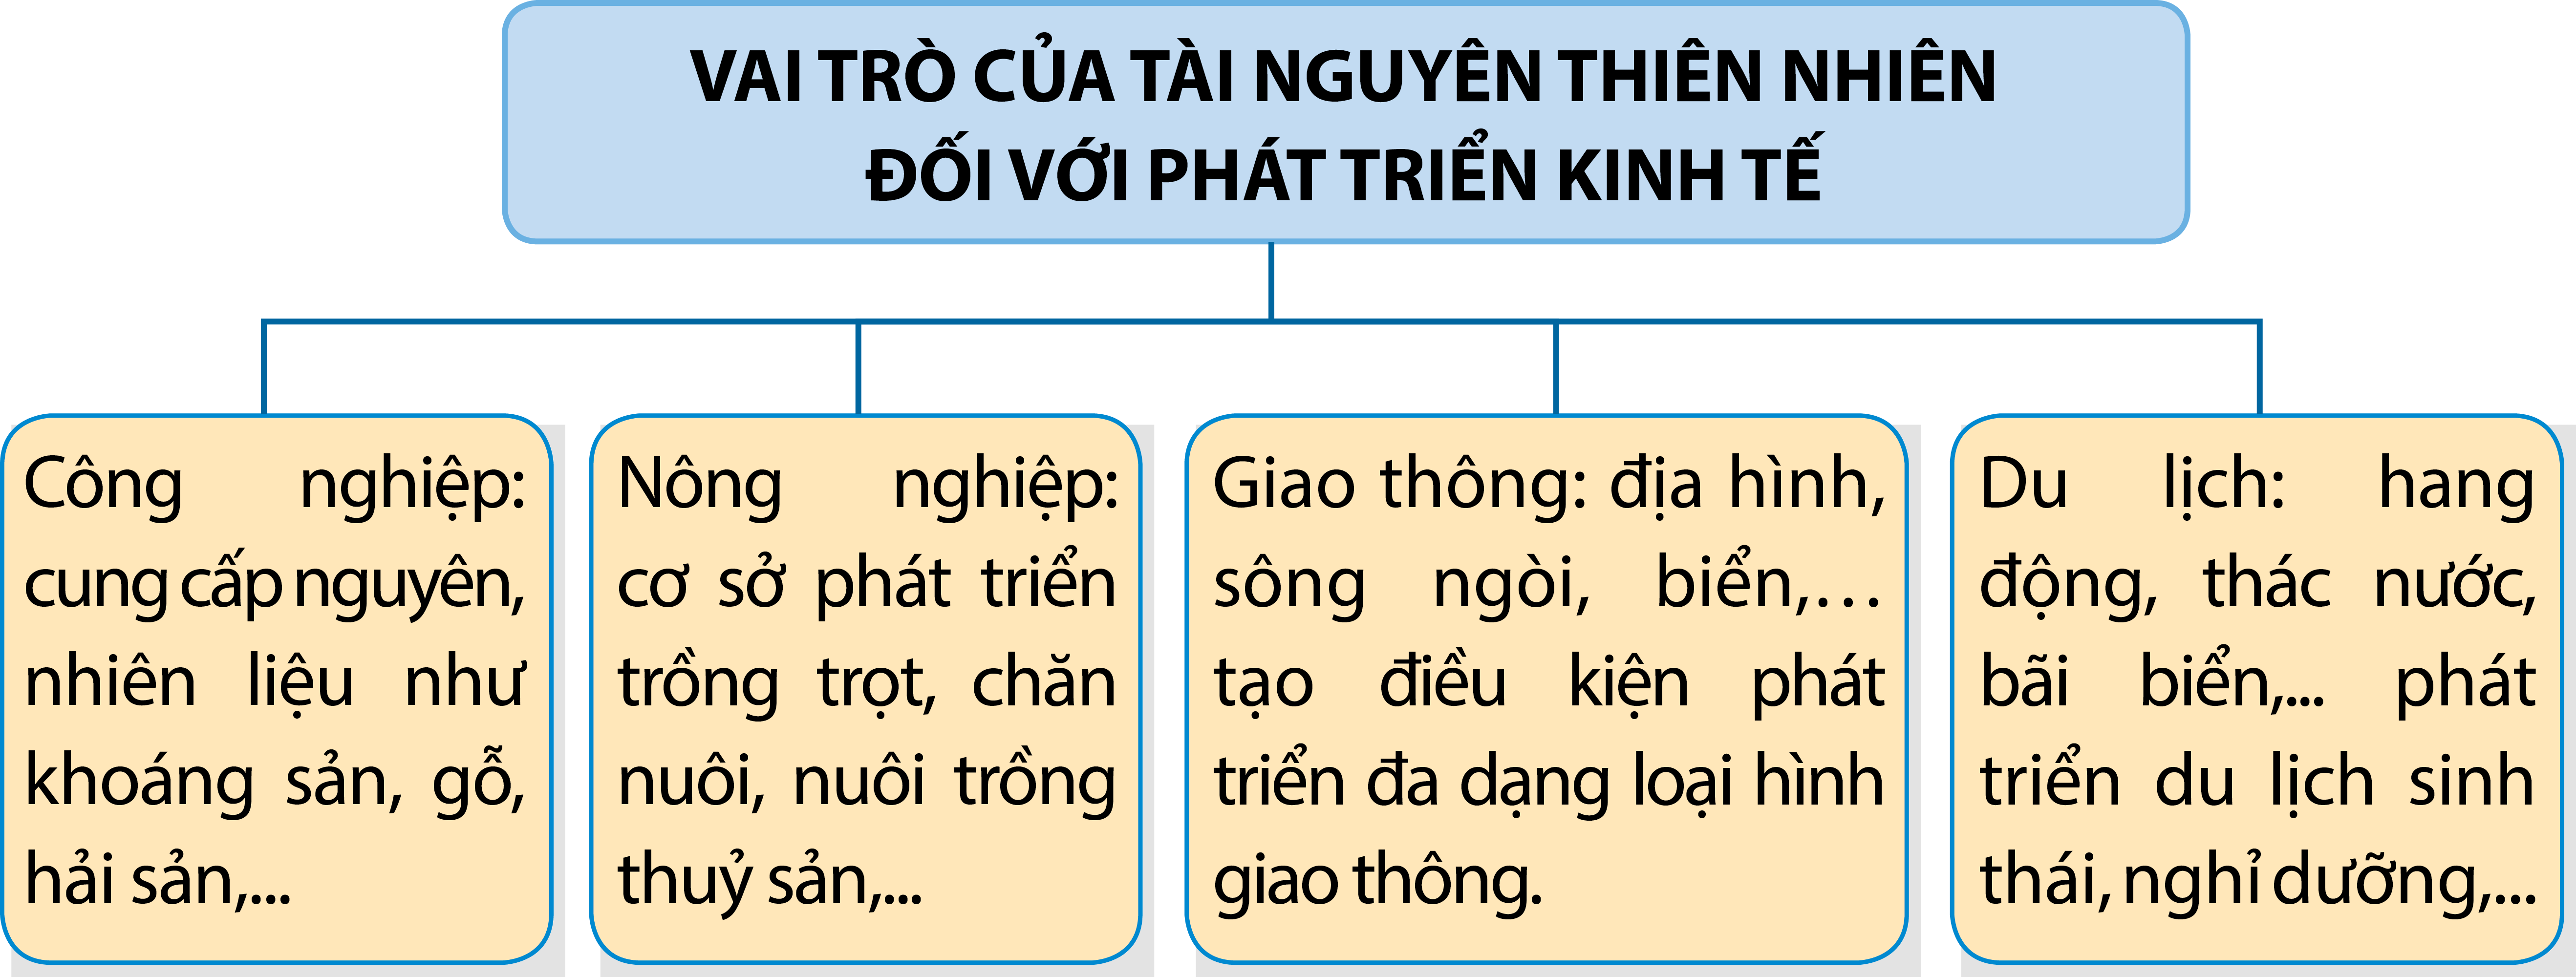 VAI TRÒ CỦA TÀI NGUYÊN THIÊN NHIÊN
ĐỐI VỚI PHÁT TRIỂN KINH TẾ
Công nghiệp:
cung cấp nguyên,
nhiên liệu như
khoáng sản, gỗ,
hải sản,...
Nông nghiệp:
cơ sở phát triển
trồng trọt, chăn
nuôi, nuôi trồng
thuỷ sản,...
Giao thông: địa hình,
sông ngòi, biển,...
tạo điều kiện phát
triển đa dạng loại hình
giao thông.
Du lịch: hang
động, thác nước,
bãi biển,... phát
triển du lịch sinh
thái, nghỉ dưỡng,...